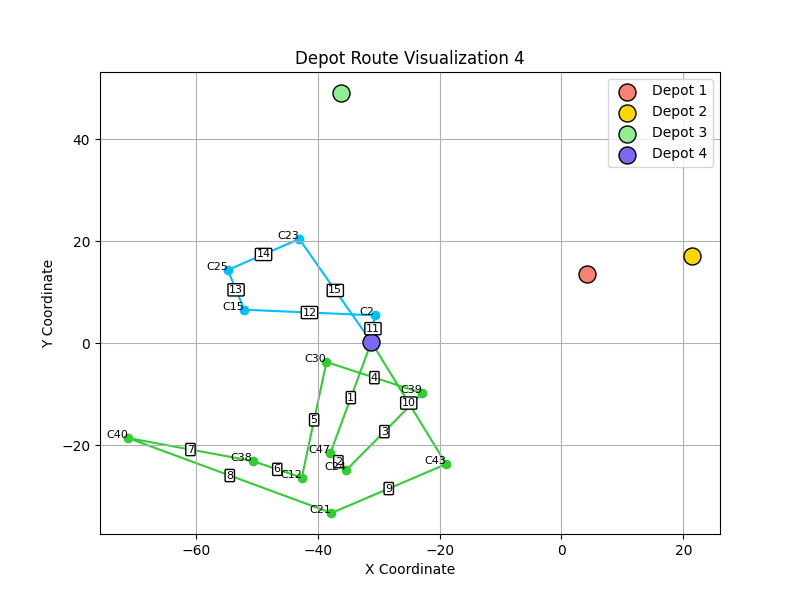 Depot Route Visualization 4
Depot 1
Depot 2
Depot 3
Depot 4
40
20
0
−20
Y Coordinate
C23
14
C25
13
15
C15
12
C2
11
C30
4
C39
1
10
5
3
C40
7
C38
6
C12
C47
2
C43
8
9
C21
−60
−40
−20
0
20
X Coordinate